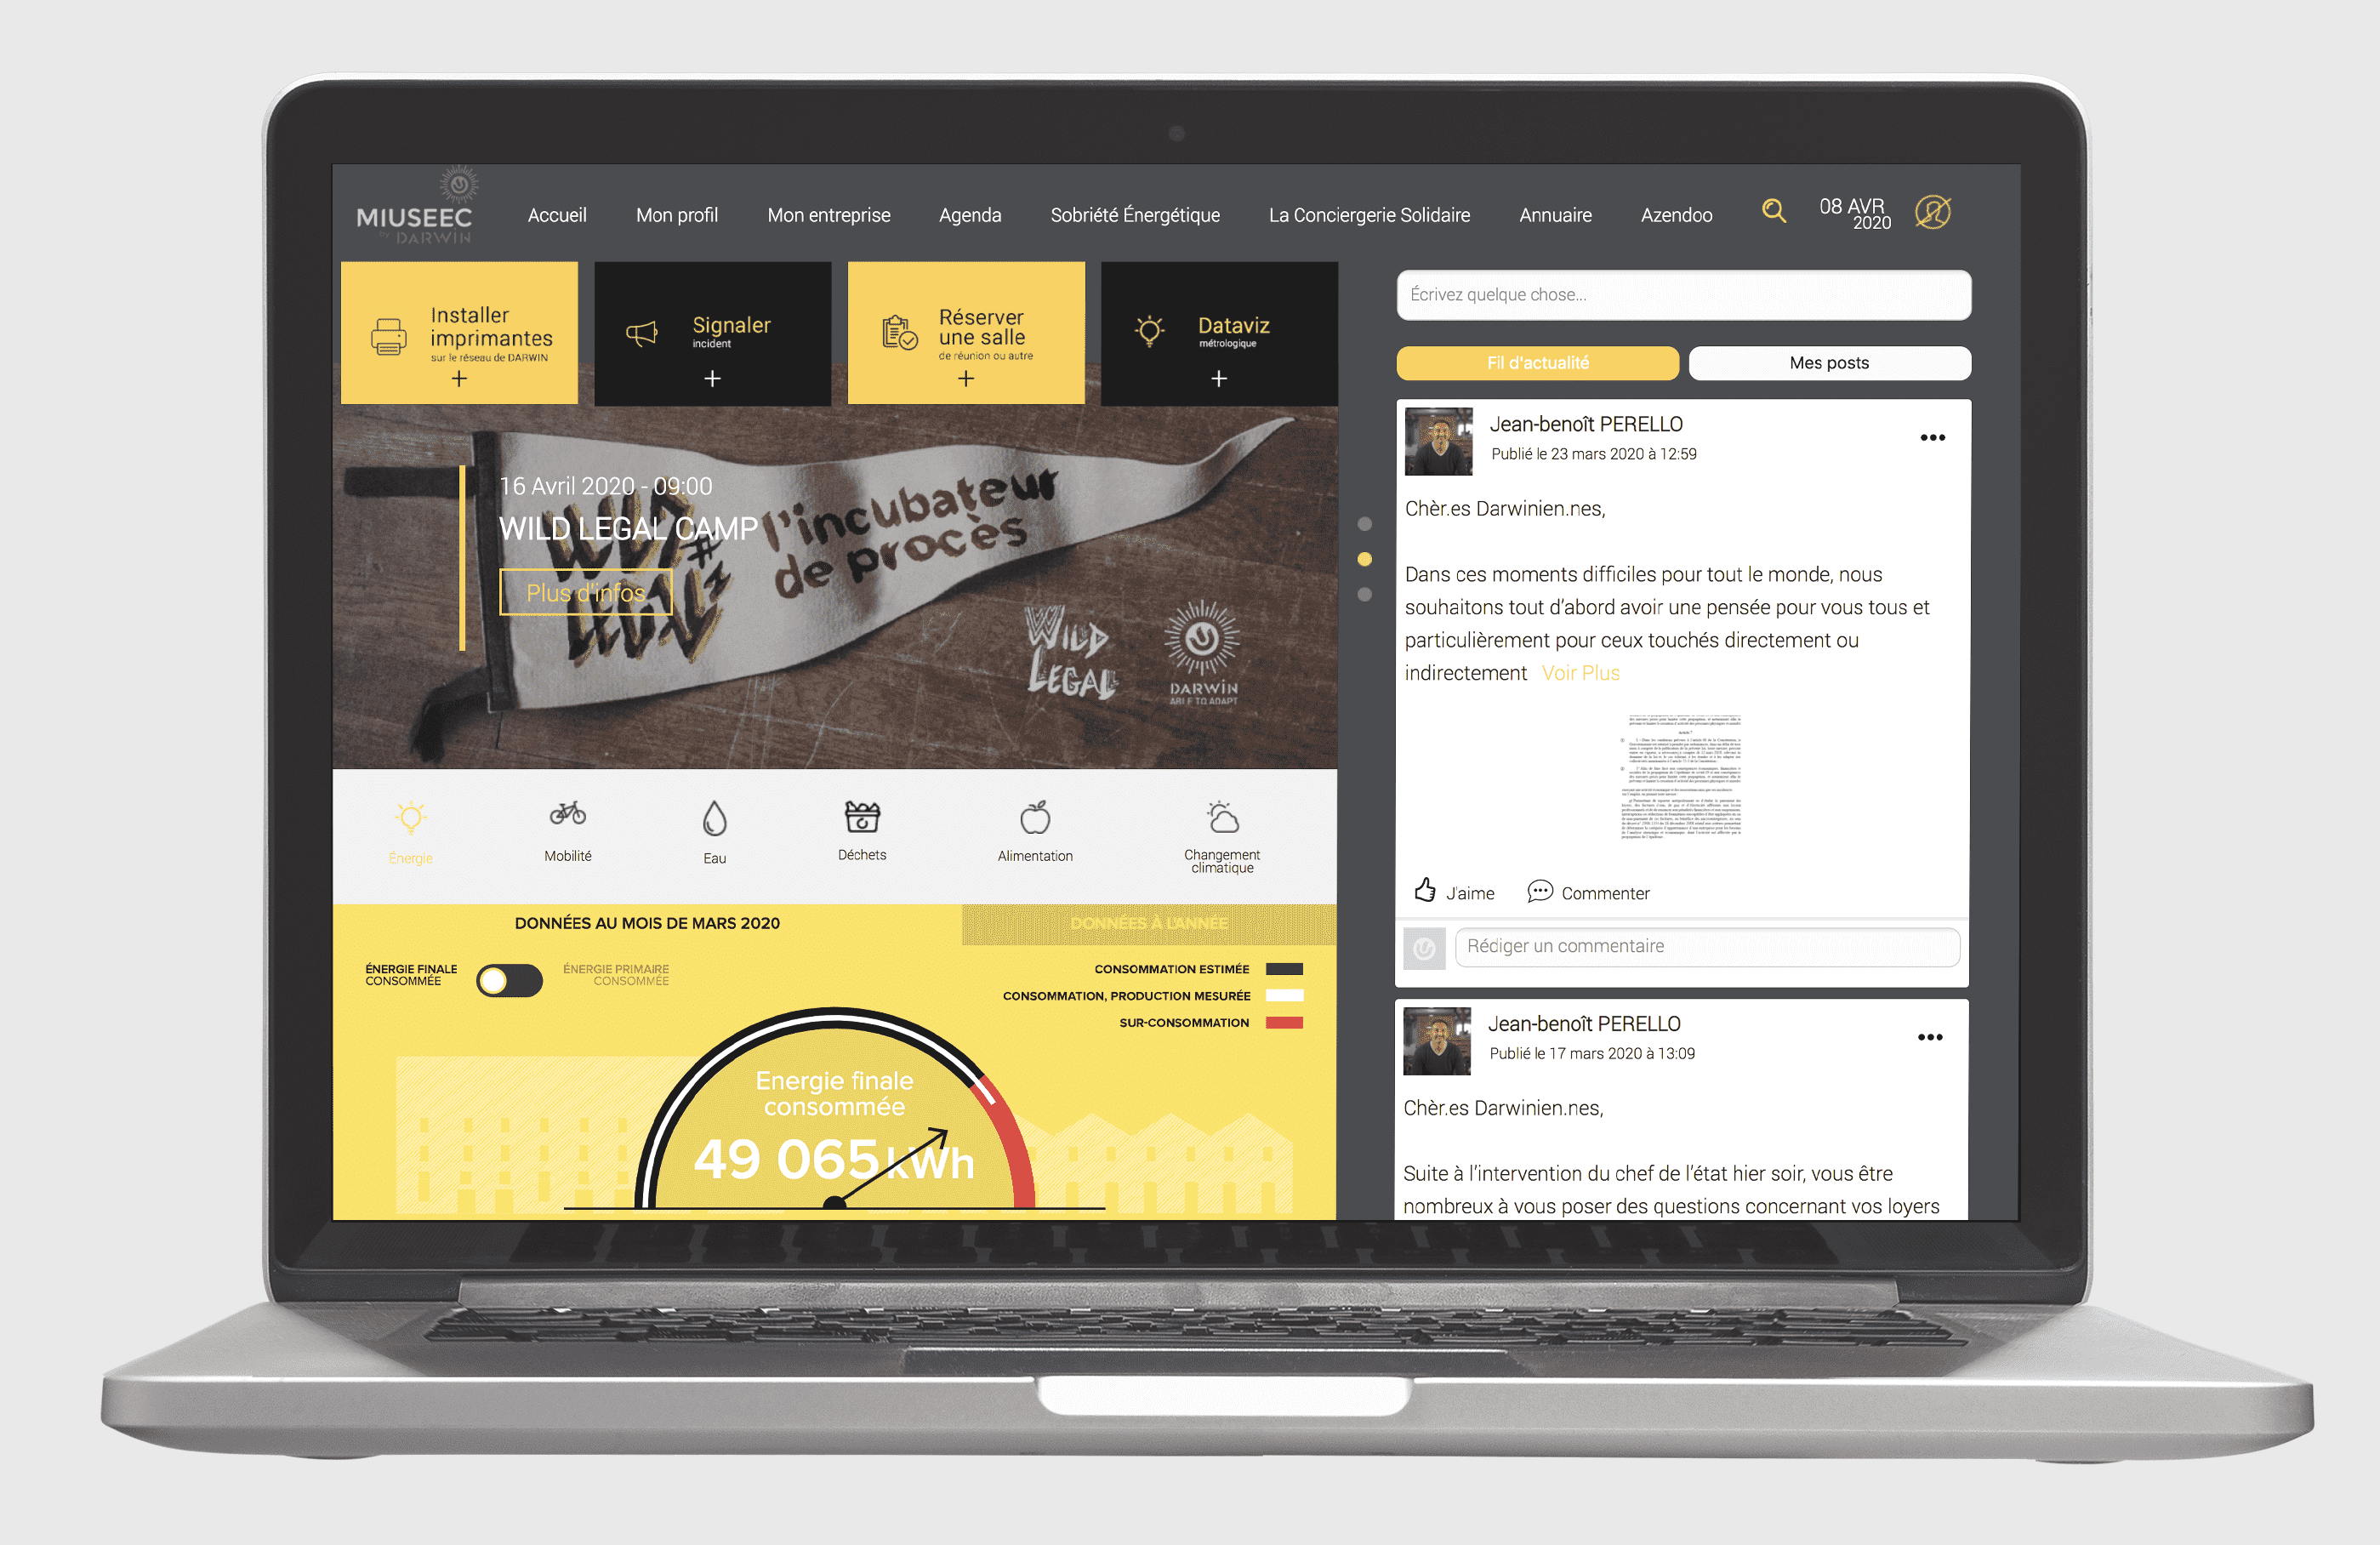 MIUSEEC
by DARWIN
Accueil
Mon profil
Mon entreprise
Agenda
Sobriété Énergétique
La Conciergerie Solidaire
Annuaire
Azendoo
08 AVR
2020
Installer
imprimantes
sur le réseau de DARWIN
+
Signaler
incident
+
Réserver
une salle
de réunion ou autre
+
Dataviz
métrologique
+
16 Avril 2020 - 09:00
WILD LEGAL CAMP
Plus d'infos
WILD
LEGAL
#
l'incubateur
de procès
WILD
LEGAL
DARWIN
ABLE TO ADAPT
Énergie
Mobilité
Eau
Déchets
Alimentation
Changement
climatique
DONNÉES AU MOIS DE MARS 2020
DONNÉES À L'ANNÉE
ÉNERGIE FINALE
CONSOMMÉE
ÉNERGIE PRIMAIRE
CONSOMMÉE
CONSOMMATION ESTIMÉE
CONSOMMATION, PRODUCTION MESURÉE
SUR-CONSOMMATION
Energie finale
consommée
49 065 kWh
Écrivez quelque chose...
Fil d'actualité
Mes posts
Jean-benoît PERELLO
Publié le 23 mars 2020 à 12:59
Chèr.es Darwinien.nes,
Dans ces moments difficiles pour tout le monde, nous
souhaitons tout d'abord avoir une pensée pour vous tous et
particulièrement pour ceux touchés directement ou
indirectement Voir Plus
J'aime
Commenter
Rédiger un commentaire
Jean-benoît PERELLO
Publié le 17 mars 2020 à 13:09
Chèr.es Darwinien.nes,
Suite à l'intervention du chef de l'état hier soir, vous être
nombreux à vous poser des questions concernant vos loyers